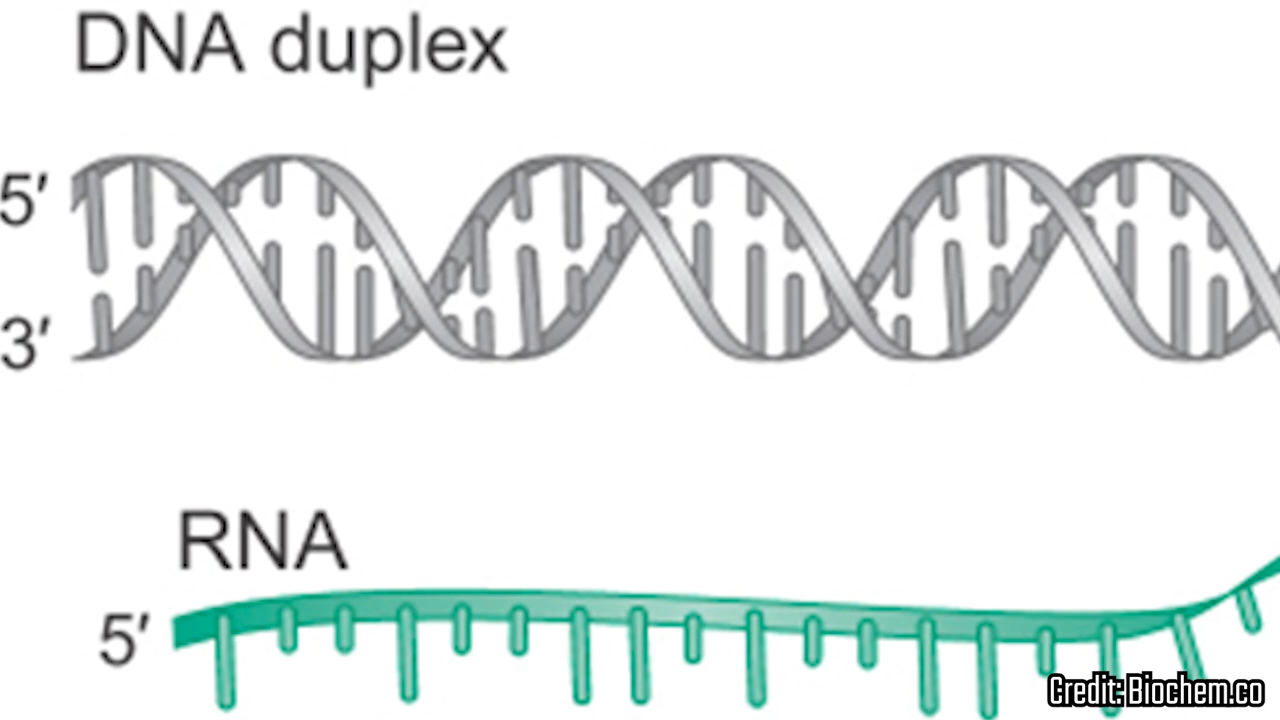 DNA duplex
5′
3′
RNA
5′
Credit: Biochem.co